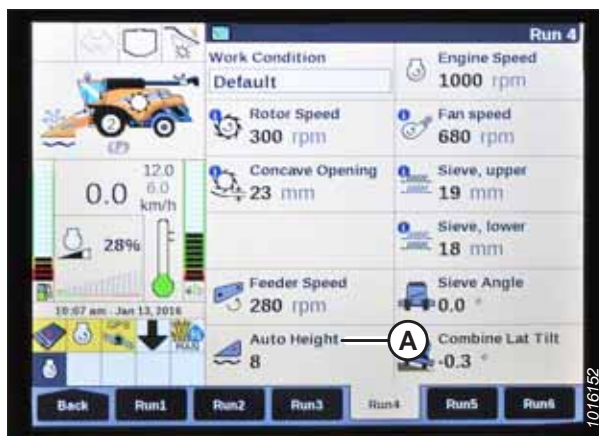 Run 4
Work Condition
Default
Engine Speed
1000 rpm
Rotor Speed
300 rpm
Fan speed
680 rpm
Concave Opening
23 mm
Sieve, upper
19 mm
Sieve, lower
18 mm
Feeder Speed
280 rpm
Sieve Angle
0.0 °
Auto Height
8
A
Combine Lat Tilt
-0.3 °
2
(P)
0.0
12.0
6.0
km/h
28%
10:07 am - Jan 13, 2016
GPS
MAN
Back
Run1
Run2
Run3
Run4
Run5
Run6
1016152